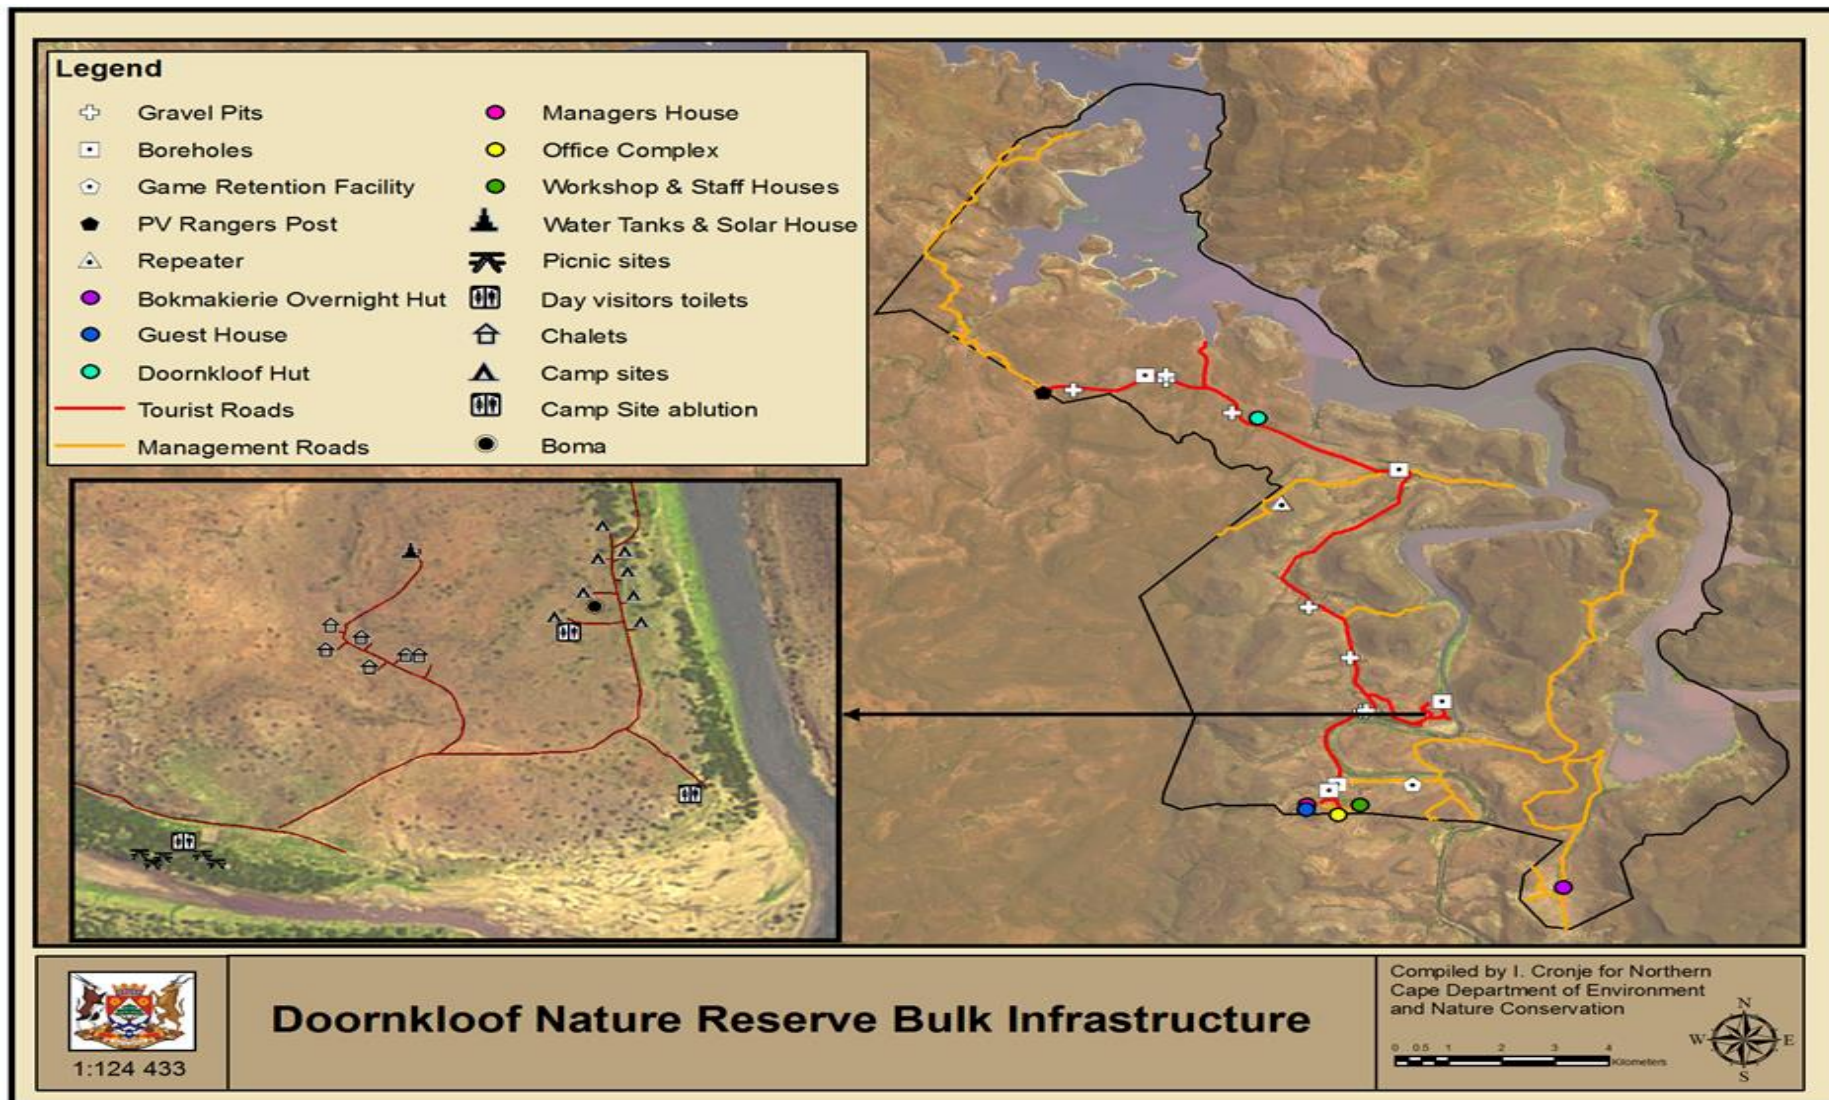 Legend
Gravel Pits
Boreholes
Game Retention Facility
PV Rangers Post
Repeater
Bokmakierie Overnight Hut
Guest House
Doornkloof Hut
Tourist Roads
Management Roads
Managers House
Office Complex
Workshop & Staff Houses
Water Tanks & Solar House
Picnic sites
Day visitors toilets
Chalets
Camp sites
Camp Site ablution
Boma
1:124 433
Doornkloof Nature Reserve Bulk Infrastructure
Compiled by I. Cronje for Northern
Cape Department of Environment
and Nature Conservation
0 0.5 1 2 3 4
Kilometers
N
W E
S